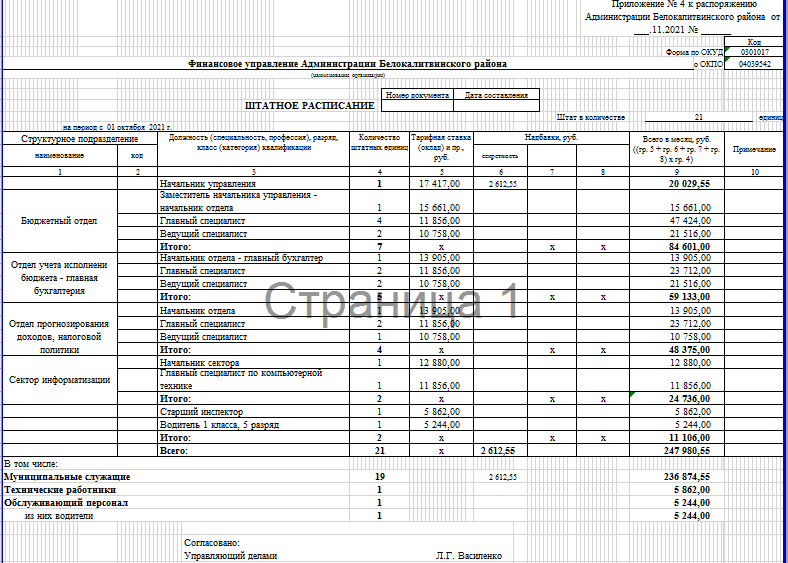 Приложение № 4 к распоряжению
Администрации Белокалитвинского района от
___.11.2021 № ______
Код
Форма по ОКУД 0301017
Финансовое управление Администрации Белокалитвинского района о ОКПО 04039542
(наименование организации)
Номер документа Дата составления
ШТАТНОЕ РАСПИСАНИЕ
Штат в количестве 21 единиц
на период с 01 октября 2021 г.
Структурное подразделение Должность (специальность, профессия), разряд, класс (категория) квалификации Количество штатных единиц Тарифная ставка (оклад) и пр., руб. Надбавки, руб. Всего в месяц, руб. ((гр. 5 + гр. 6 + гр. 7 + гр. 8) x гр. 4) Примечание
наименование код секретность
1 2 3 4 5 6 7 8 9 10
Начальник управления 1 17 417,00 2 612,55 20 029,55
Бюджетный отдел
Заместитель начальника управления -
начальник отдела 1 15 661,00 15 661,00
Главный специалист 4 11 856,00 47 424,00
Ведущий специалист 2 10 758,00 21 516,00
Итого: 7 x x x 84 601,00
Отдел учета исполнени бюджета - главная бухгалтерия
Начальник отдела - главный бухгалтер 1 13 905,00 13 905,00
Главный специалист 2 11 856,00 23 712,00
Ведущий специалист 2 10 758,00 21 516,00
Итого: 5 x x x 59 133,00
Страница 1
Отдел прогнозирования доходов, налоговой политики
Начальник отдела 1 13 905,00 13 905,00
Главный специалист 2 11 856,00 23 712,00
Ведущий специалист 1 10 758,00 10 758,00
Итого: 4 x x x 48 375,00
Сектор информатизации
Начальник сектора 1 12 880,00 12 880,00
Главный специалист по компьютерной
технике 1 11 856,00 11 856,00
Итого: 2 x x x 24 736,00
Старший инспектор 1 5 862,00 5 862,00
Водитель 1 класса, 5 разряд 1 5 244,00 5 244,00
Итого: 2 x x x 11 106,00
Всего: 21 x 2 612,55 247 980,55
В том числе:
Муниципальные служащие 19 2 612,55 236 874,55
Технические работники 1 5 862,00
Обслуживающий персонал 1 5 244,00
из них водители 1 5 244,00
Согласовано:
Управляющий делами Л.Г. Василенко